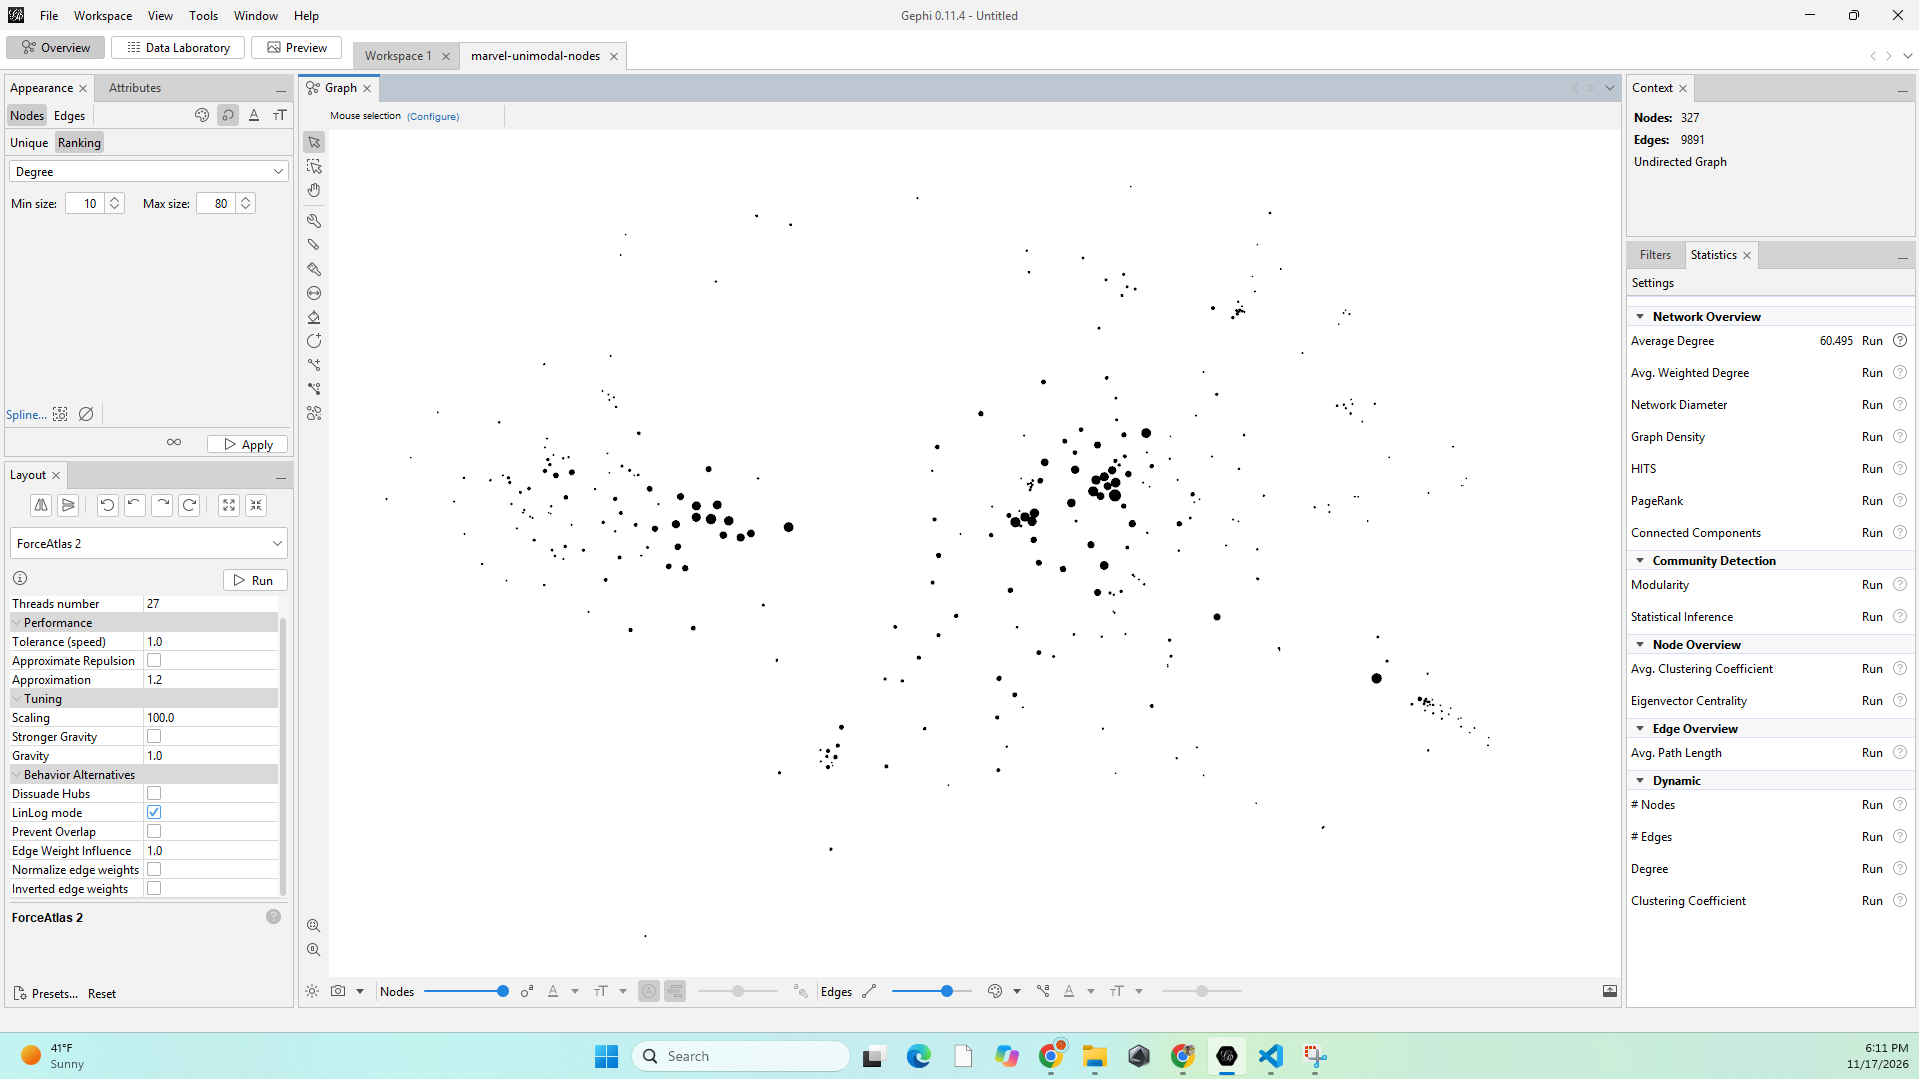 File Workspace View Tools Window Help
Gephi 0.11.4 - Untitled
Overview Data Laboratory Preview
Workspace 1 marvel-unimodal-nodes
Appearance Attributes
Nodes Edges
Unique Ranking
Degree
Min size: 10 Max size: 80
Spline...
Apply
Layout
ForceAtlas 2
Run
Threads number 27
Performance
Tolerance (speed) 1.0
Approximate Repulsion
Approximation 1.2
Tuning
Scaling 100.0
Stronger Gravity
Gravity 1.0
Behavior Alternatives
Dissuade Hubs
LinLog mode
Prevent Overlap
Edge Weight Influence 1.0
Normalize edge weights
Inverted edge weights
ForceAtlas 2
Presets... Reset
Graph
Mouse selection (Configure)
Nodes Edges
Context
Nodes: 327
Edges: 9891
Undirected Graph
Filters Statistics
Settings
Network Overview
Average Degree 60.495 Run
Avg. Weighted Degree Run
Network Diameter Run
Graph Density Run
HITS Run
PageRank Run
Connected Components Run
Community Detection
Modularity Run
Statistical Inference Run
Node Overview
Avg. Clustering Coefficient Run
Eigenvector Centrality Run
Edge Overview
Avg. Path Length Run
Dynamic
# Nodes Run
# Edges Run
Degree Run
Clustering Coefficient Run
41°F
Sunny
Search
6:11 PM
11/17/2026